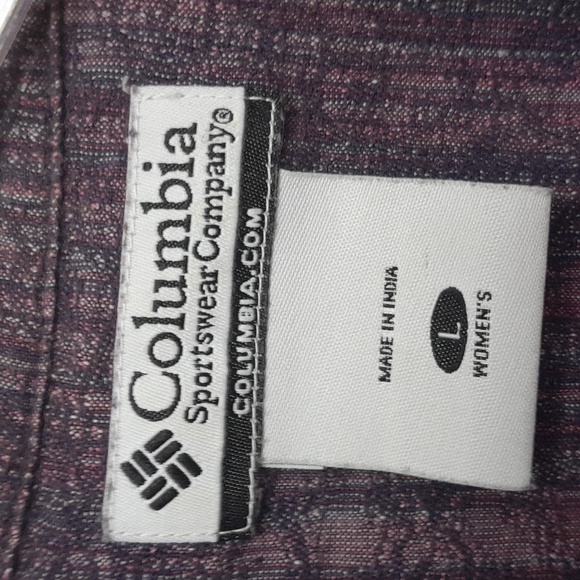 Columbia
Sportswear Company®
COLUMBIA.COM
MADE IN INDIA
L
WOMEN'S